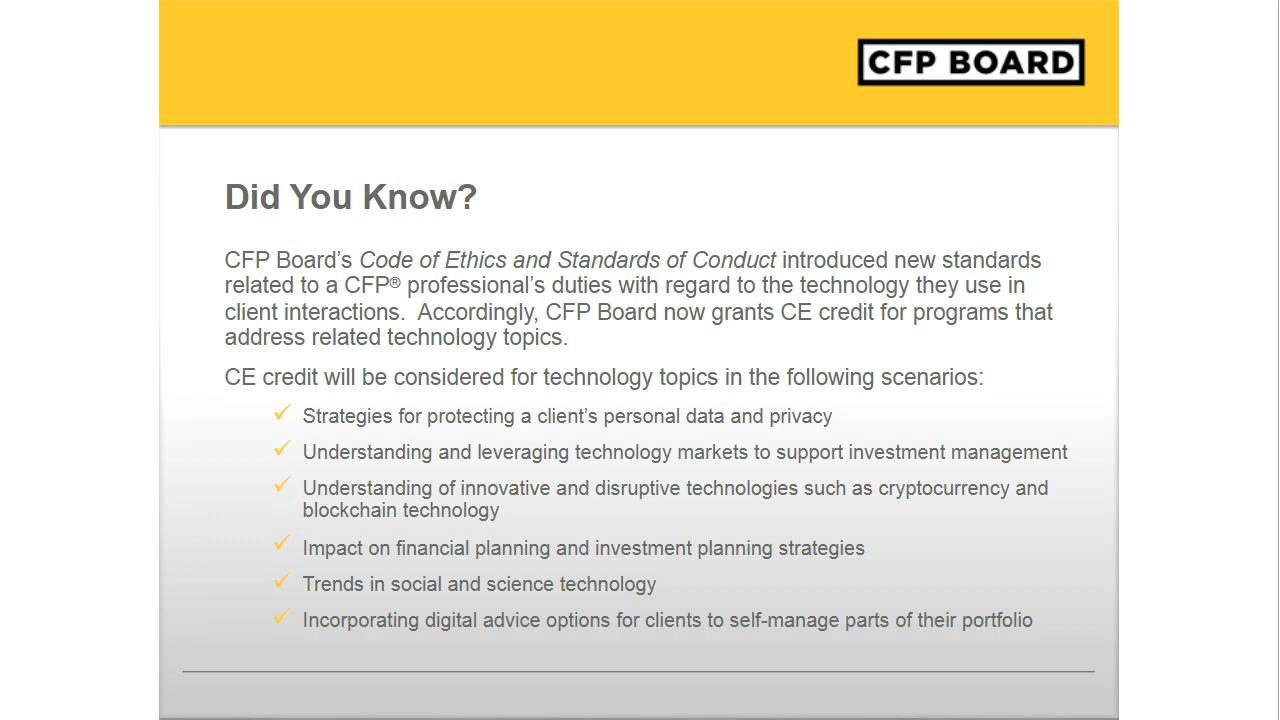 CFP BOARD
Did You Know?
CFP Board’s Code of Ethics and Standards of Conduct introduced new standards
related to a CFP® professional’s duties with regard to the technology they use in
client interactions.  Accordingly, CFP Board now grants CE credit for programs that
address related technology topics.
CE credit will be considered for technology topics in the following scenarios:
✓ Strategies for protecting a client’s personal data and privacy
✓ Understanding and leveraging technology markets to support investment management
✓ Understanding of innovative and disruptive technologies such as cryptocurrency and
blockchain technology
✓ Impact on financial planning and investment planning strategies
✓ Trends in social and science technology
✓ Incorporating digital advice options for clients to self-manage parts of their portfolio